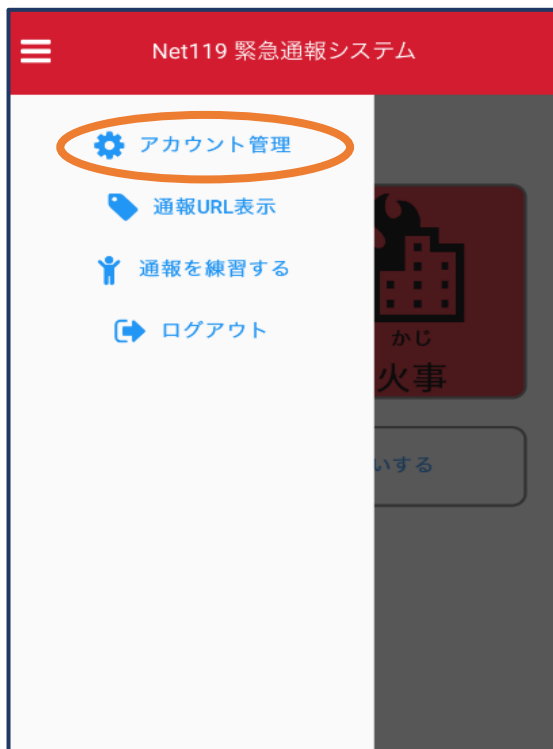 Net119 緊急通報システム
アカウント管理
通報URL表示
通報を練習する
ログアウト
かじ
火事
いする